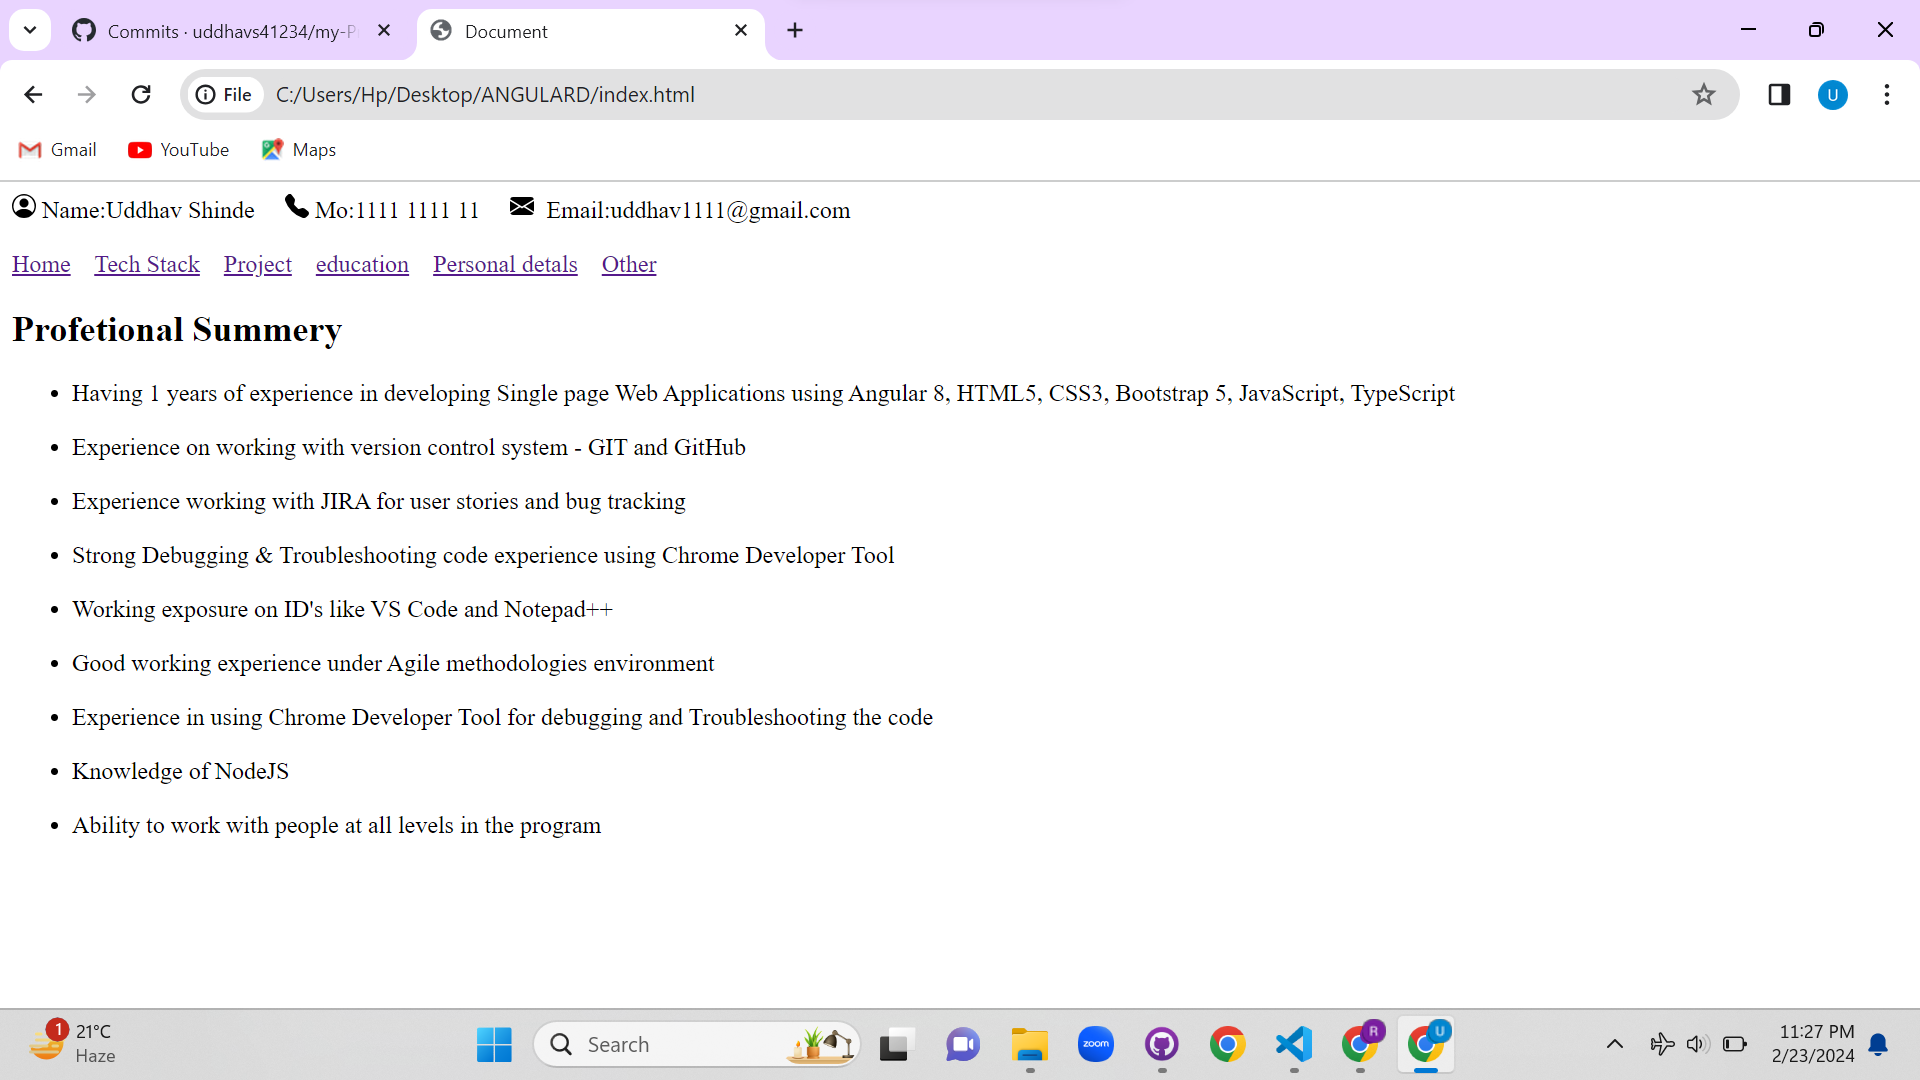 Commits · uddhavs41234/my-P
Document
File
C:/Users/Hp/Desktop/ANGULARD/index.html
U
Gmail
YouTube
Maps
Name:Uddhav Shinde Mo:1111 1111 11 Email:uddhav1111@gmail.com
Home Tech Stack Project education Personal detals Other
Profetional Summery
• Having 1 years of experience in developing Single page Web Applications using Angular 8, HTML5, CSS3, Bootstrap 5, JavaScript, TypeScript
• Experience on working with version control system - GIT and GitHub
• Experience working with JIRA for user stories and bug tracking
• Strong Debugging & Troubleshooting code experience using Chrome Developer Tool
• Working exposure on ID's like VS Code and Notepad++
• Good working experience under Agile methodologies environment
• Experience in using Chrome Developer Tool for debugging and Troubleshooting the code
• Knowledge of NodeJS
• Ability to work with people at all levels in the program
1
21°C
Haze
Search
zoom
R
U
11:27 PM
2/23/2024